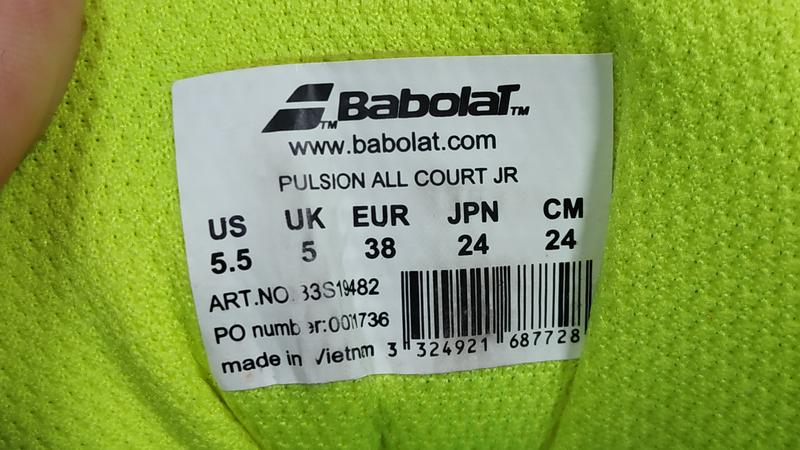 BabolaT™
www.babolat.com
PULSION ALL COURT JR
US UK EUR JPN CM
5.5 5 38 24 24
ART.NO. 33S19482
PO number:001736
made in Vietnm
3 324921 687728